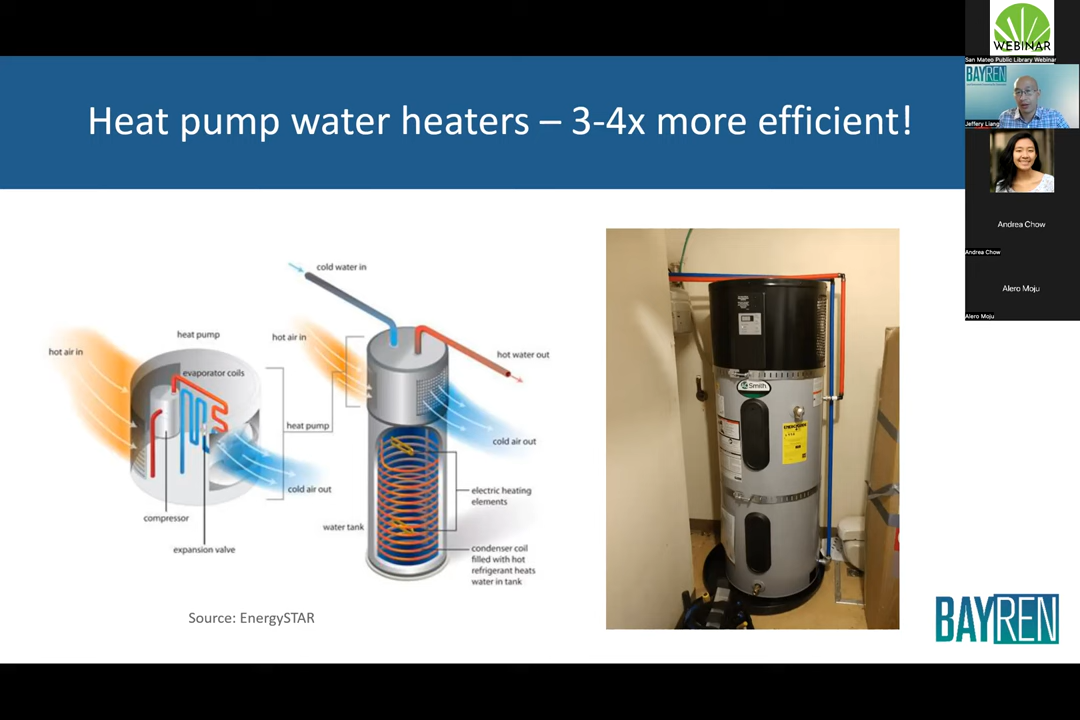 Heat pump water heaters – 3-4x more efficient!
WEBINAR
San Mateo Public Library Webinar
BAYREN
Jeffery Liang
Andrea Chow
Andrea Chow
Alero Moju
Alero Moju
cold water in
heat pump
hot air in
hot air in
evaporator coils
hot water out
heat pump
cold air out
cold air out
electric heating
elements
compressor
water tank
expansion valve
condenser coil
filled with hot
refrigerant heats
water in tank
Source: EnergySTAR
Smith
BAYREN